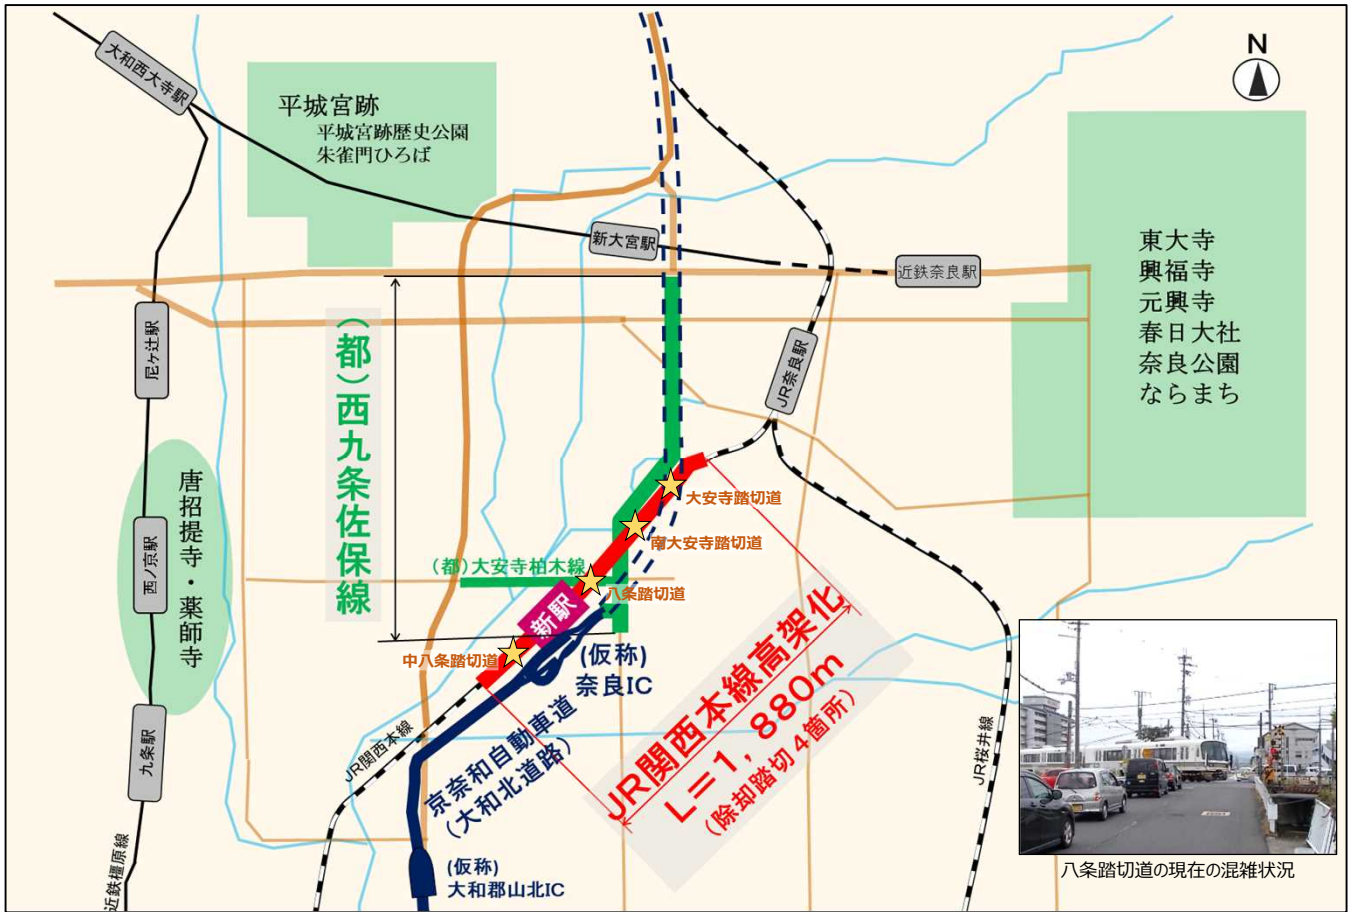 N
大和西大寺駅
平城宮跡
平城宮跡歴史公園
朱雀門ひろば
新大宮駅
近鉄奈良駅
東大寺
興福寺
元興寺
春日大社
奈良公園
ならまち
尼ヶ辻駅
(都)西九条佐保線
JR奈良駅
唐招提寺・薬師寺
西ノ京駅
大安寺踏切道
南大安寺踏切道
(都)大安寺柏木線
八条踏切道
新駅
中八条踏切道
(仮称)
奈良IC
JR関西本線高架化
L=1,880m
(除却踏切4箇所)
九条駅
JR関西本線
京奈和自動車道
(大和北道路)
JR桜井線
(仮称)
大和郡山北IC
近鉄橿原線
八条踏切道の現在の混雑状況